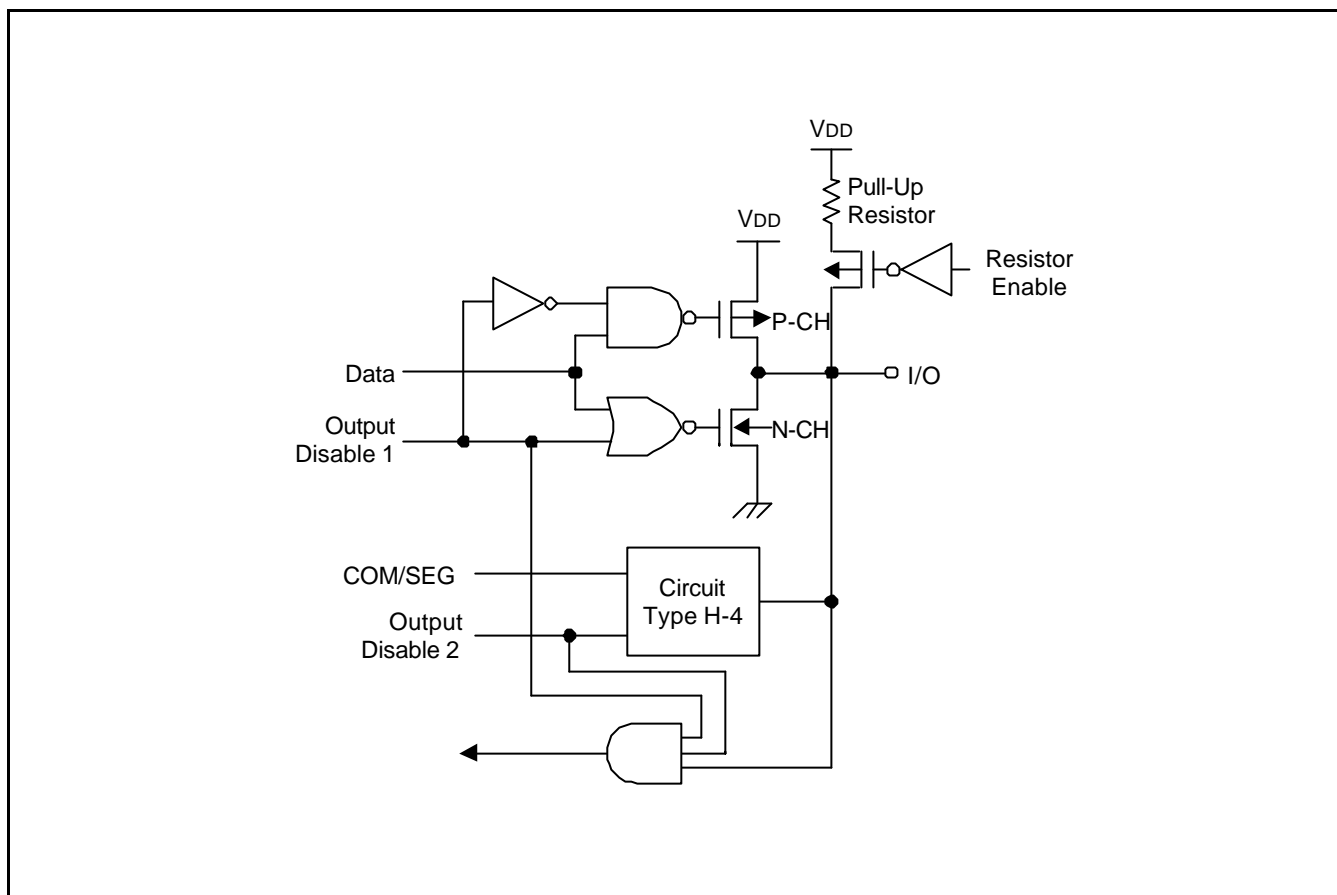 VDD
Pull-Up
Resistor
VDD
Resistor
Enable
P-CH
Data
I/O
N-CH
Output
Disable 1
COM/SEG
Circuit
Type H-4
Output
Disable 2